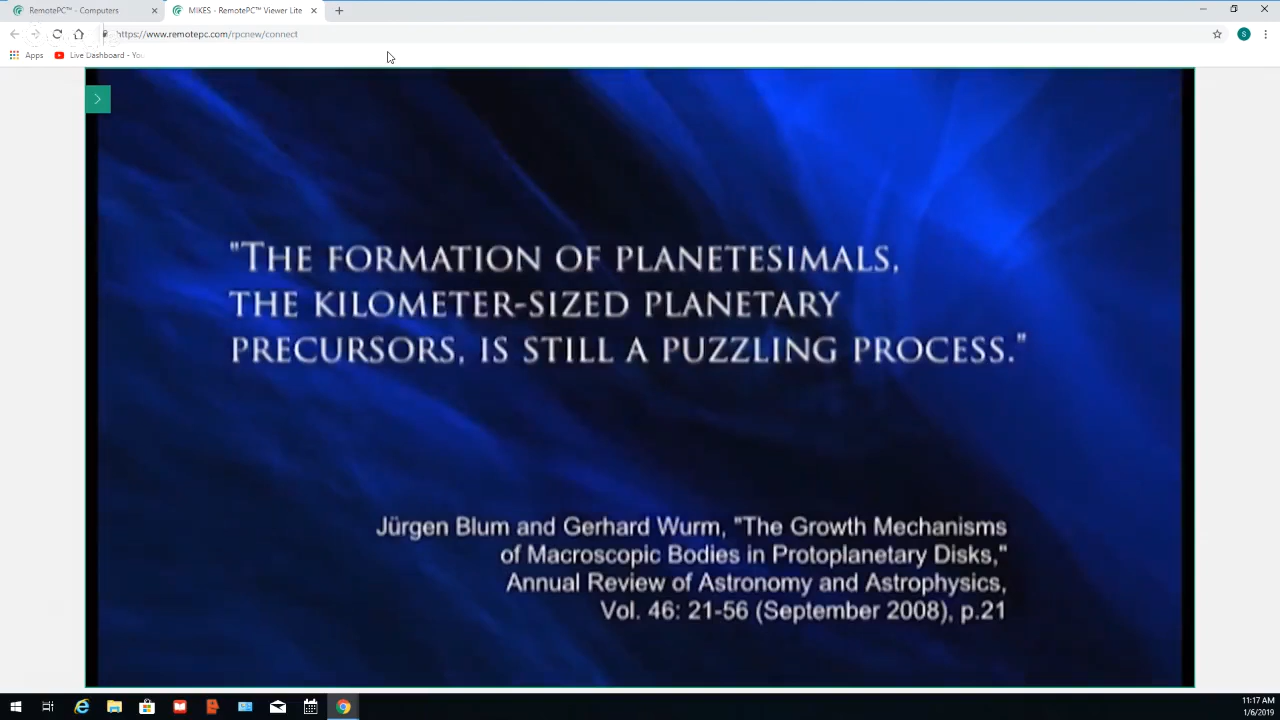 RemotePC™ - Computers
MIKES - RemotePC™ Viewer Lite
https://www.remotepc.com/rpcnew/connect
S
Apps
Live Dashboard - You
"THE FORMATION OF PLANETESIMALS,
THE KILOMETER-SIZED PLANETARY
PRECURSORS, IS STILL A PUZZLING PROCESS."
Jürgen Blum and Gerhard Wurm, "The Growth Mechanisms
of Macroscopic Bodies in Protoplanetary Disks,"
Annual Review of Astronomy and Astrophysics,
Vol. 46: 21-56 (September 2008), p.21
11:17 AM
1/6/2019